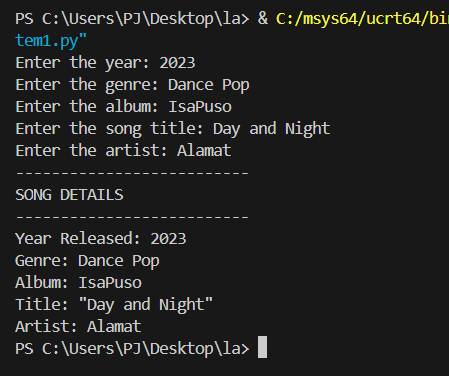 PS C:\Users\PJ\Desktop\la> & C:/msys64/ucrt64/bin
tem1.py"
Enter the year: 2023
Enter the genre: Dance Pop
Enter the album: IsaPuso
Enter the song title: Day and Night
Enter the artist: Alamat
--------------------------
SONG DETAILS
--------------------------
Year Released: 2023
Genre: Dance Pop
Album: IsaPuso
Title: "Day and Night"
Artist: Alamat
PS C:\Users\PJ\Desktop\la>